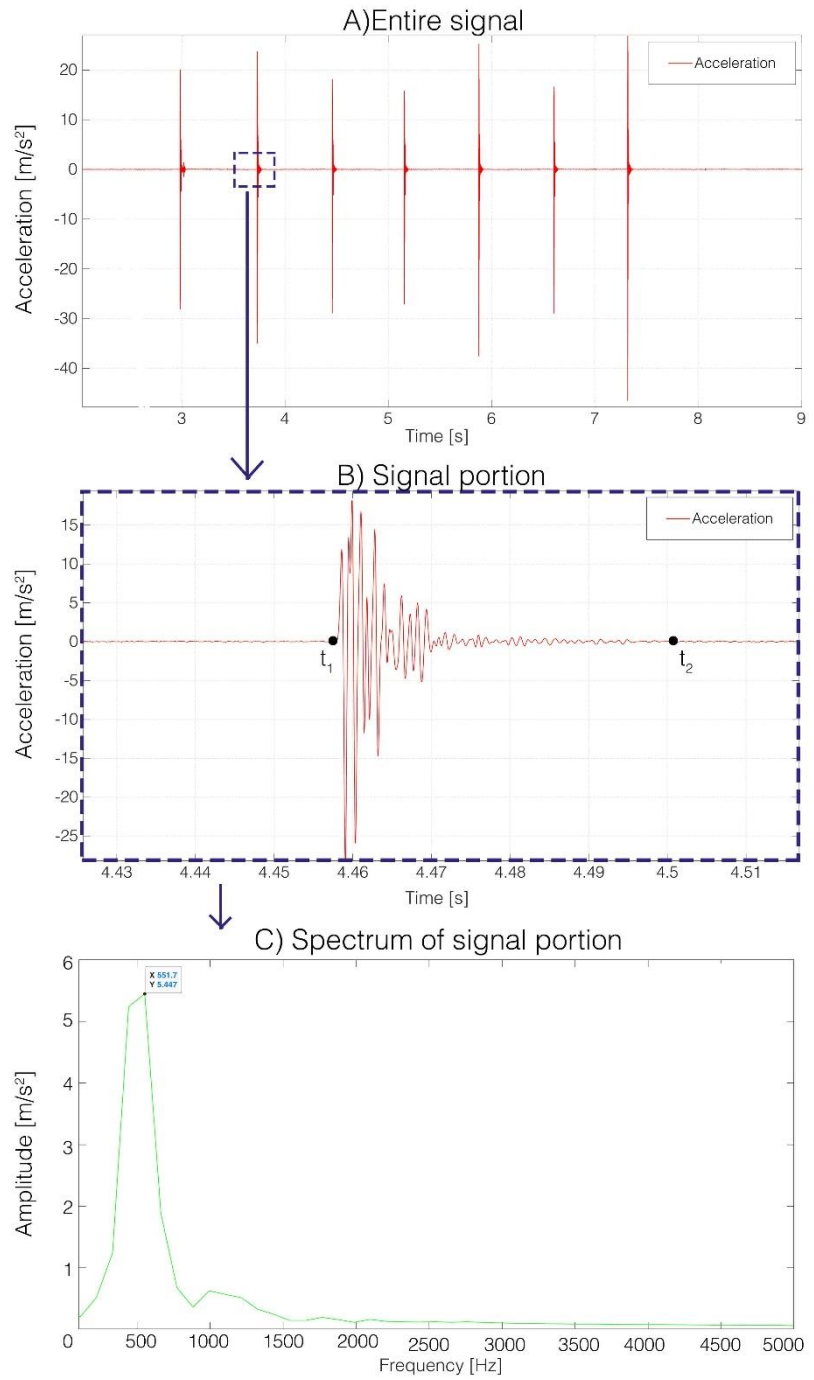 A)Entire signal
Acceleration
Acceleration [m/s²]
20
10
0
-10
-20
-30
-40
3 4 5 6 7 8 9
Time [s]
B) Signal portion
Acceleration
Acceleration [m/s²]
15
10
5
0
-5
-10
-15
-20
-25
t₁
t₂
4.43 4.44 4.45 4.46 4.47 4.48 4.49 4.5 4.51
Time [s]
C) Spectrum of signal portion
X 551.7
Y 5.447
Amplitude [m/s²]
6
5
4
3
2
1
0 500 1000 1500 2000 2500 3000 3500 4000 4500 5000
Frequency [Hz]